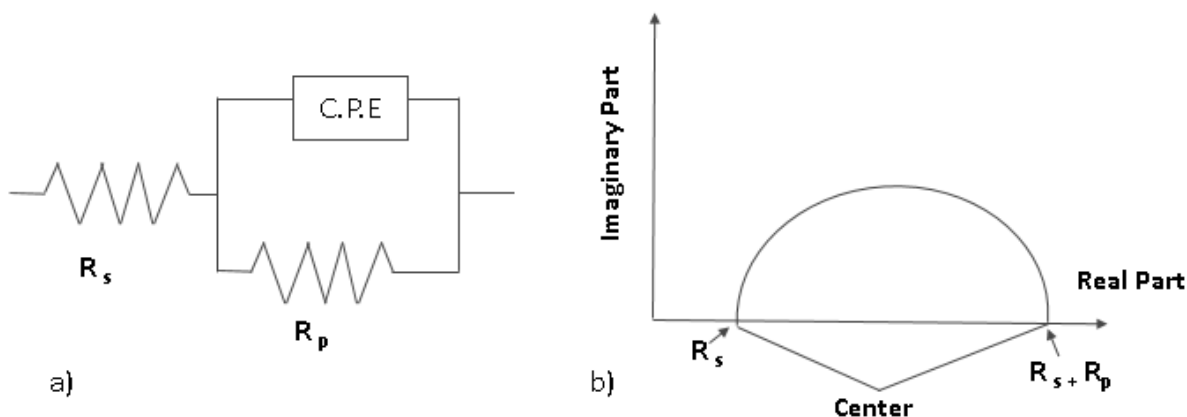 C.P.E
R s
R p
a)
Imaginary Part
Real Part
R s
R s + R p
Center
b)